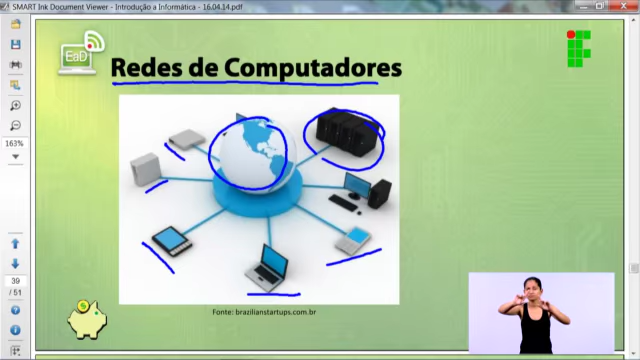 SMART Ink Document Viewer - Introdução a Informática - 16.04.14.pdf
EaD
Redes de Computadores
163%
39
/ 51
Fonte: brazilianstartups.com.br